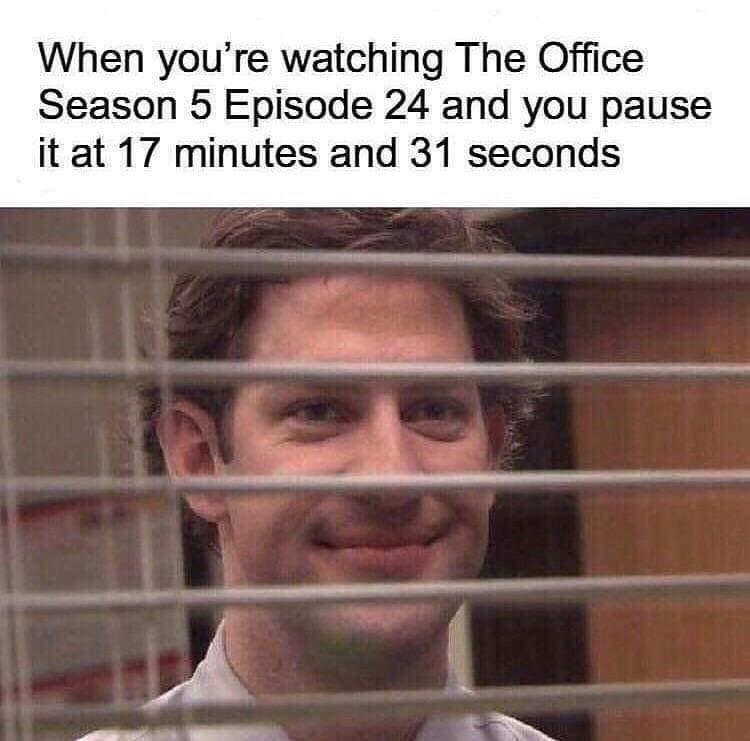 When you’re watching The Office
Season 5 Episode 24 and you pause
it at 17 minutes and 31 seconds